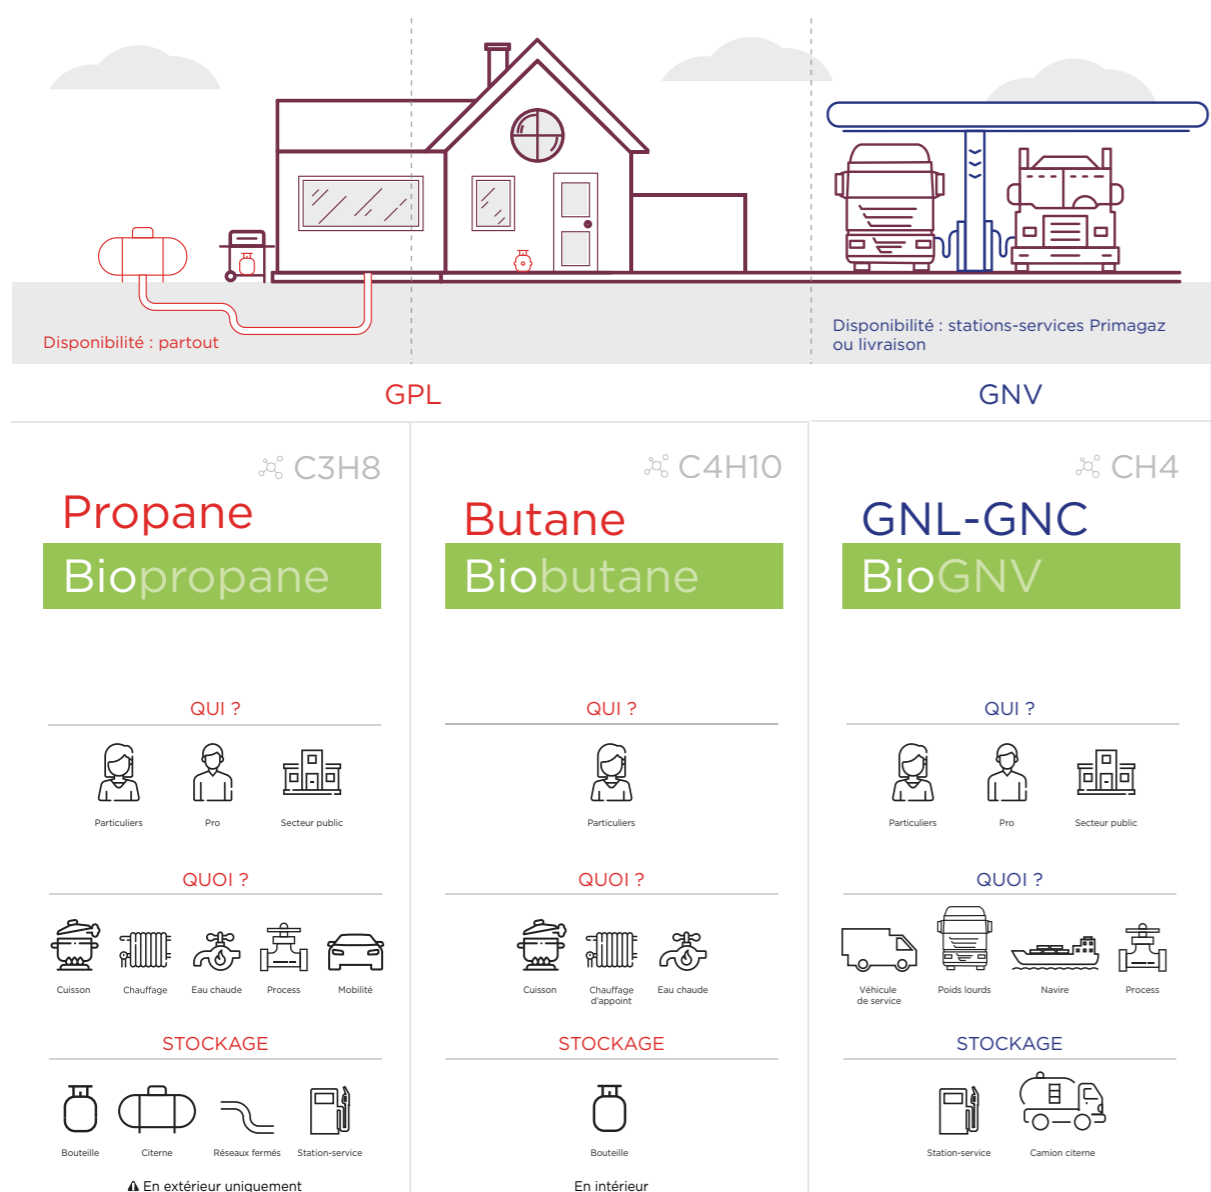 Disponibilité : partout
Disponibilité : stations-services Primagaz
ou livraison
GPL
GNV
C3H8
Propane
Biopropane
QUI ?
Particuliers
Pro
Secteur public
QUOI ?
Cuisson
Chauffage
Eau chaude
Process
Mobilité
STOCKAGE
Bouteille
Citerne
Réseaux fermés
Station-service
En extérieur uniquement
C4H10
Butane
Biobutane
QUI ?
Particuliers
QUOI ?
Cuisson
Chauffage
d'appoint
Eau chaude
STOCKAGE
Bouteille
En intérieur
CH4
GNL-GNC
BioGNV
QUI ?
Particuliers
Pro
Secteur public
QUOI ?
Véhicule
de service
Poids lourds
Navire
Process
STOCKAGE
Station-service
Camion citerne